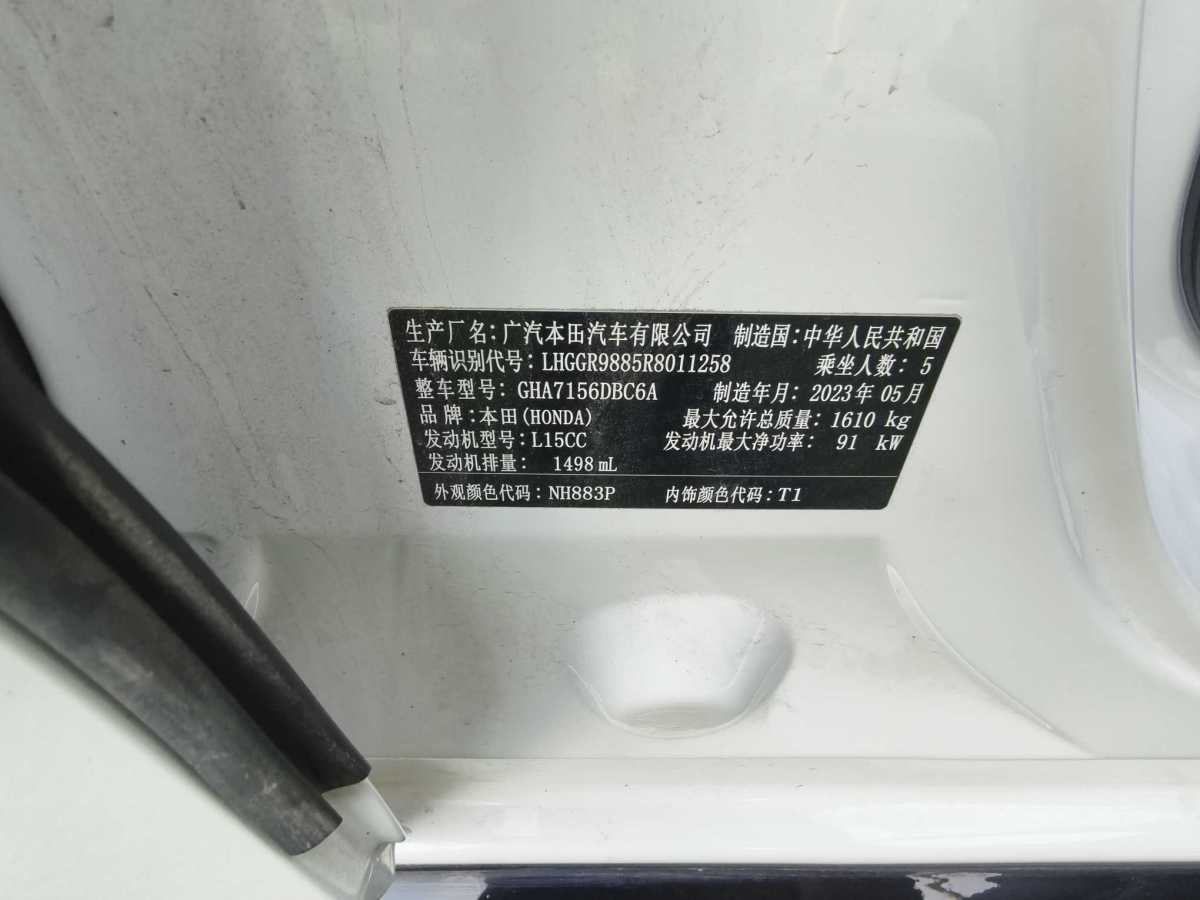 生产厂名：广汽本田汽车有限公司 制造国：中华人民共和国
车辆识别代号：LHGGR9885R8011258 乘坐人数：5
整车型号：GHA7156DBC6A 制造年月：2023年05月
品牌：本田(HONDA) 最大允许总质量：1610 kg
发动机型号：L15CC 发动机最大净功率：91 kW
发动机排量：1498 mL
外观颜色代码：NH883P 内饰颜色代码：T1